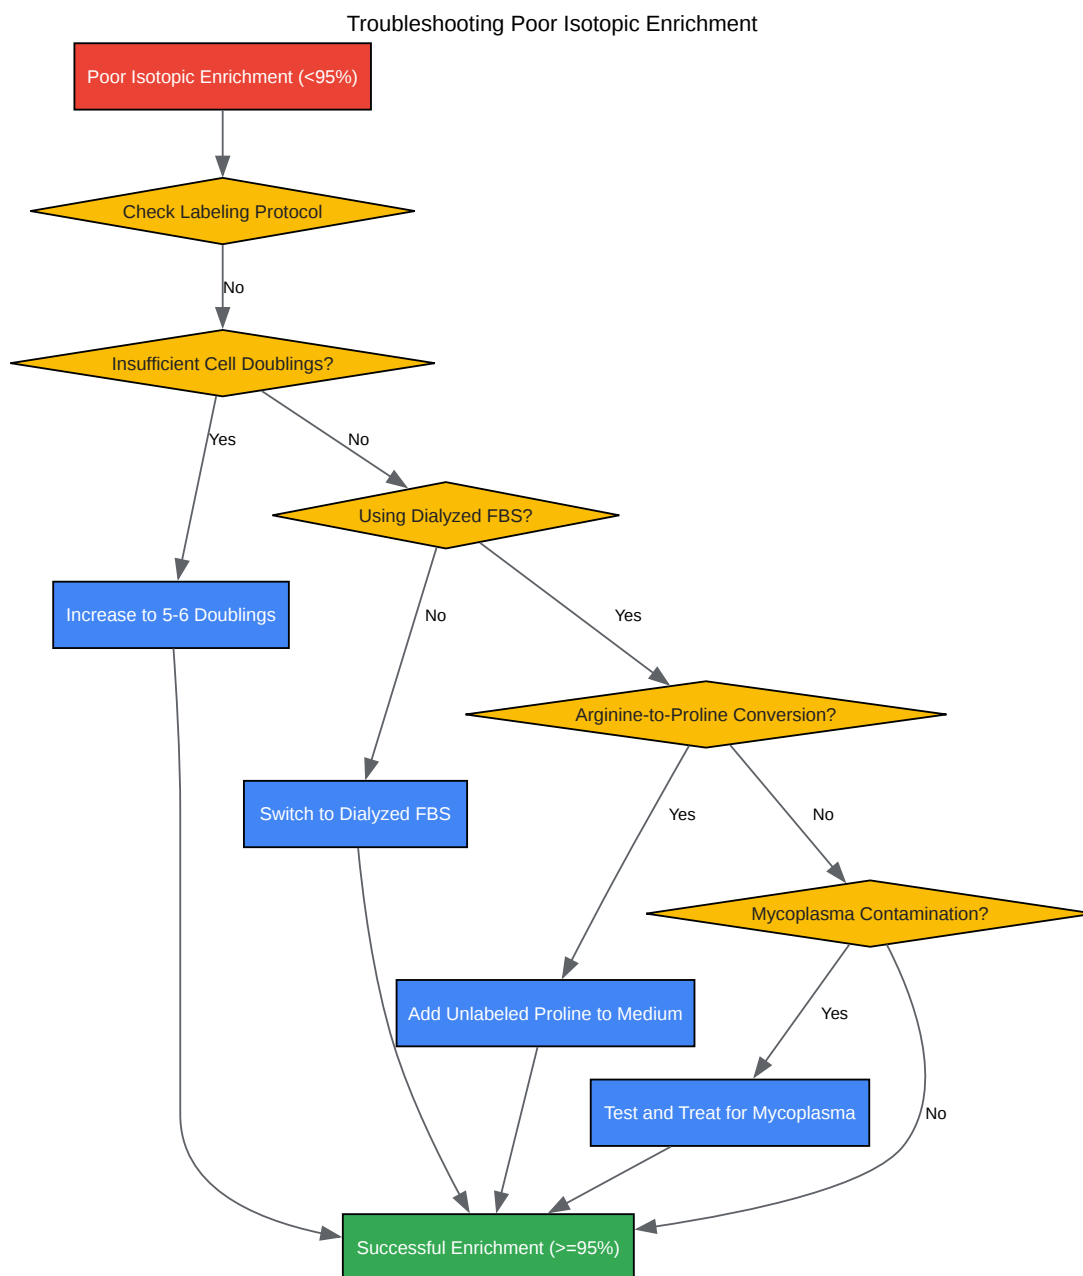 Troubleshooting Poor Isotopic Enrichment
Poor Isotopic Enrichment (<95%)
Check Labeling Protocol
No
Insufficient Cell Doublings?
Yes
No
Using Dialyzed FBS?
Increase to 5-6 Doublings
No
Yes
Arginine-to-Proline Conversion?
Switch to Dialyzed FBS
Yes
No
Mycoplasma Contamination?
Add Unlabeled Proline to Medium
Yes
Test and Treat for Mycoplasma
No
Successful Enrichment (>=95%)